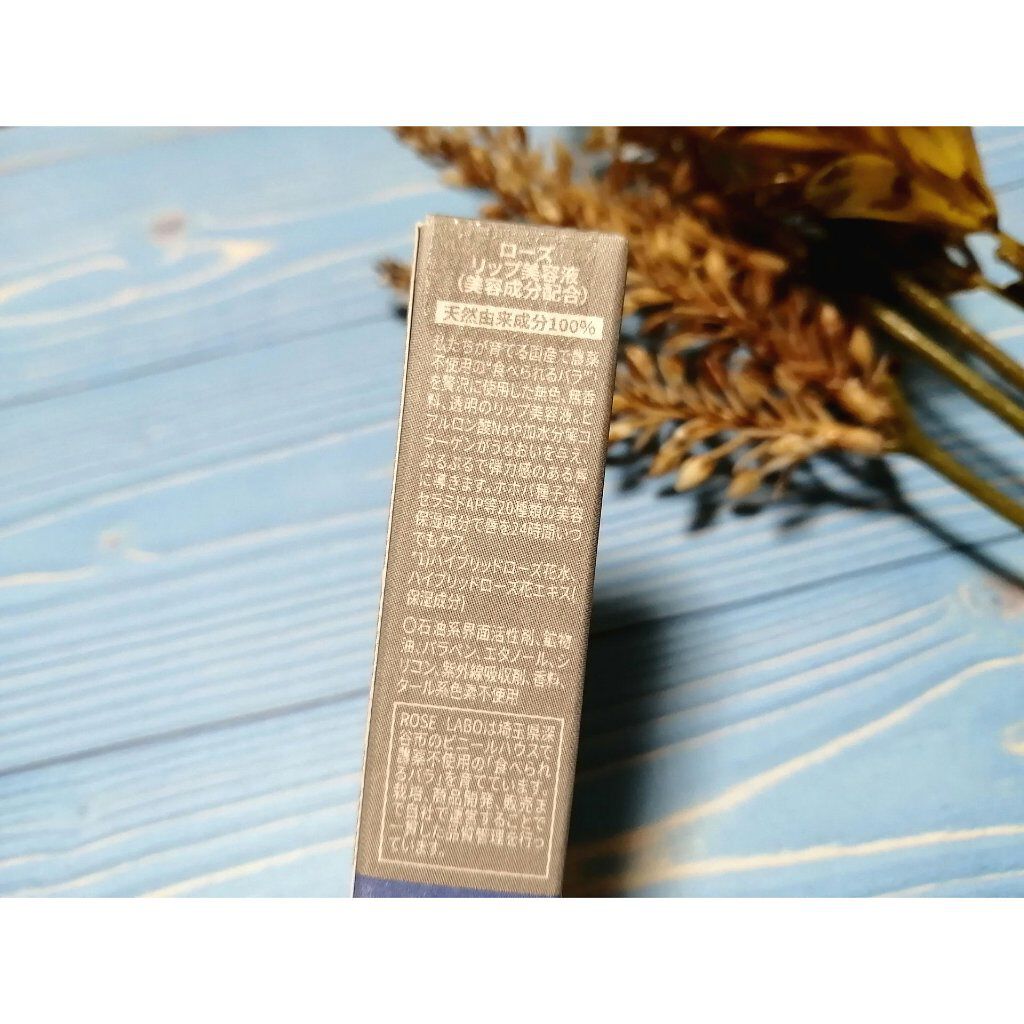 ローズ
リップ美容液
(美容成分配合)
天然由来成分100%
私たちが育てる国産で農薬
不使用の"食べられるバラ"*1
を贅沢に使用した無色、無香
料、透明のリップ美容液。ヒ
アルロン酸Naや加水分解コ
ラーゲンがうるおいを与え、
ぷるぷるで弾力感のある唇
に導きます。ホホバ種子油、
セラミドNP等20種類の美容
保湿成分で唇を24時間いつ
でもケア
*1)ハイブリッドローズ花水、
ハイブリッドローズ花エキス(
保湿成分)
〇石油系界面活性剤、鉱物
油、パラベン、エタノール、シ
リコン、紫外線吸収剤、香料、
タール系色素不使用
ROSE LABOは埼玉県深
谷市のビニールハウスで
農薬不使用の「食べられ
るバラ」を育てています。
栽培、商品開発、販売ま
で自社で運営することで
一貫した品質管理を行っ
ています。